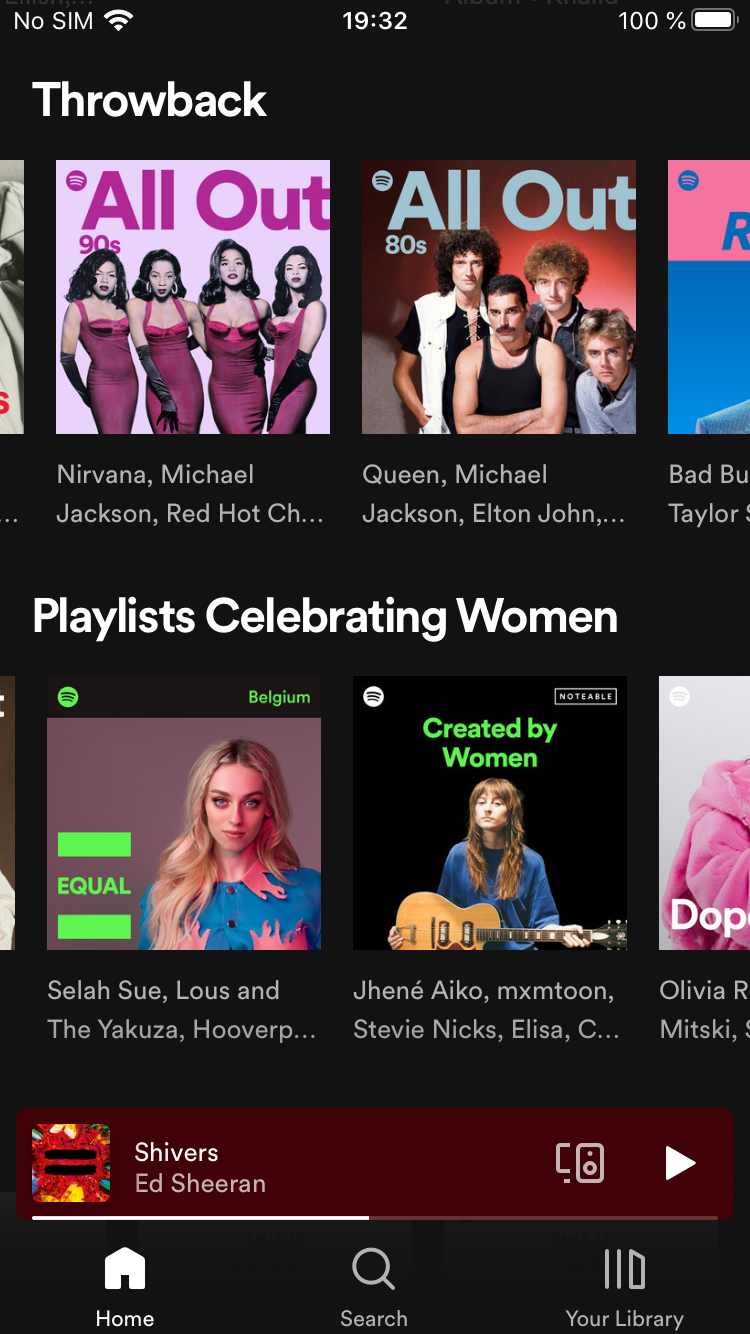 No SIM 19:32 100 %
Throwback
All Out
90s
All Out
80s
R
s
Nirvana, Michael
Jackson, Red Hot Ch...
Queen, Michael
Jackson, Elton John,...
Bad Bu
Taylor S
...
Playlists Celebrating Women
t
Belgium
EQUAL
NOTEABLE
Created by
Women
Dope
Selah Sue, Lous and
The Yakuza, Hooverp...
Jhené Aiko, mxmtoon,
Stevie Nicks, Elisa, C...
Olivia R
Mitski, S
Shivers
Ed Sheeran
Home
Search
Your Library